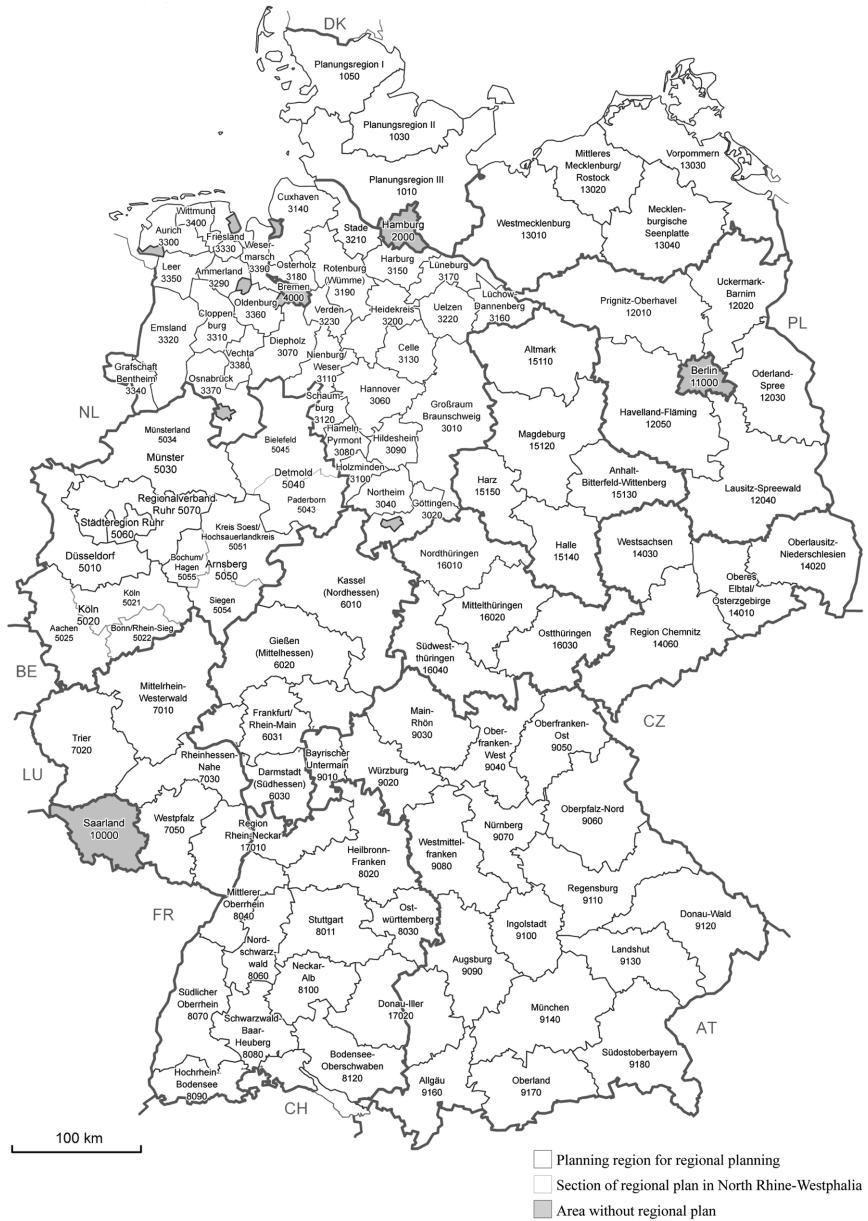 DK
Planungsregion I
1050
Planungsregion II
1030
Planungsregion III
1010
Hamburg
2000
Vorpommern
13030
Mittleres
Mecklenburg/
Rostock
13020
Mecklen-
burgische
Seenplatte
13040
Westmecklenburg
13010
Cuxhaven
3140
Wittmund
3400
Aurich
3300
Friesland
3330
Weser-
marsch
3390
Stade
3210
Leer
3350
Ammerland
3290
Osterholz
3180
Bremen
4000
Rotenburg
(Wümme)
3190
Harburg
3150
Lüneburg
3170
Lüchow-
Dannenberg
3160
Uelzen
3220
Heidekreis
3200
Verden
3230
Oldenburg
3360
Cloppen-
burg
3310
Emsland
3320
Vechta
3380
Diepholz
3070
Nienburg/
Weser
3110
Celle
3130
Grafschaft
Bentheim
3340
Osnabrück
3370
Hannover
3060
Schaum-
burg
3120
Großraum
Braunschweig
3010
Hameln-
Pyrmont
3080
Hildesheim
3090
Holzminden
3100
Northeim
3040
Göttingen
3020
Prignitz-Oberhavel
12010
Uckermark-
Barnim
12020
PL
Berlin
11000
Oderland-
Spree
12030
Havelland-Fläming
12050
Lausitz-Spreewald
12040
Altmark
15110
Magdeburg
15120
Anhalt-
Bitterfeld-Wittenberg
15130
Harz
15150
Halle
15140
NL
Münsterland
5034
Münster
5030
Bielefeld
5045
Detmold
5040
Paderborn
5043
Regionalverband
Ruhr 5070
Städteregion Ruhr
5060
Kreis Soest/
Hochsauerlandkreis
5051
Düsseldorf
5010
Bochum/
Hagen
5055
Arnsberg
5050
Siegen
5054
Köln
5021
Köln
5020
Aachen
5025
Bonn/Rhein-Sieg
5022
BE
Kassel
(Nordhessen)
6010
Gießen
(Mittelhessen)
6020
Frankfurt/
Rhein-Main
6031
Darmstadt
(Südhessen)
6030
Nordthüringen
16010
Mittelthüringen
16020
Ostthüringen
16030
Südwest-
thüringen
16040
Westsachsen
14030
Oberlausitz-
Niederschlesien
14020
Oberes
Elbtal/
Osterzgebirge
14010
Region Chemnitz
14060
CZ
Mittelrhein-
Westerwald
7010
Trier
7020
LU
Rheinhessen-
Nahe
7030
Westpfalz
7050
Saarland
10000
Region
Rhein-Neckar
17010
FR
Bayrischer
Untermain
9010
Würzburg
9020
Main-
Rhön
9030
Ober-
franken-
West
9040
Oberfranken-
Ost
9050
Oberpfalz-Nord
9060
Nürnberg
9070
Westmittel-
franken
9080
Heilbronn-
Franken
8020
Mittlerer
Oberrhein
8040
Stuttgart
8011
Ost-
württemberg
8030
Nord-
schwarz-
wald
8060
Neckar-
Alb
8100
Südlicher
Oberrhein
8070
Schwarzwald-
Baar-
Heuberg
8080
Donau-Iller
17020
Bodensee-
Oberschwaben
8120
Hochrhein-
Bodensee
8090
CH
Regensburg
9110
Donau-Wald
9120
Ingolstadt
9100
Landshut
9130
Augsburg
9090
München
9140
Allgäu
9160
Oberland
9170
Südostoberbayern
9180
AT
100 km
Planning region for regional planning
Section of regional plan in North Rhine-Westphalia
Area without regional plan